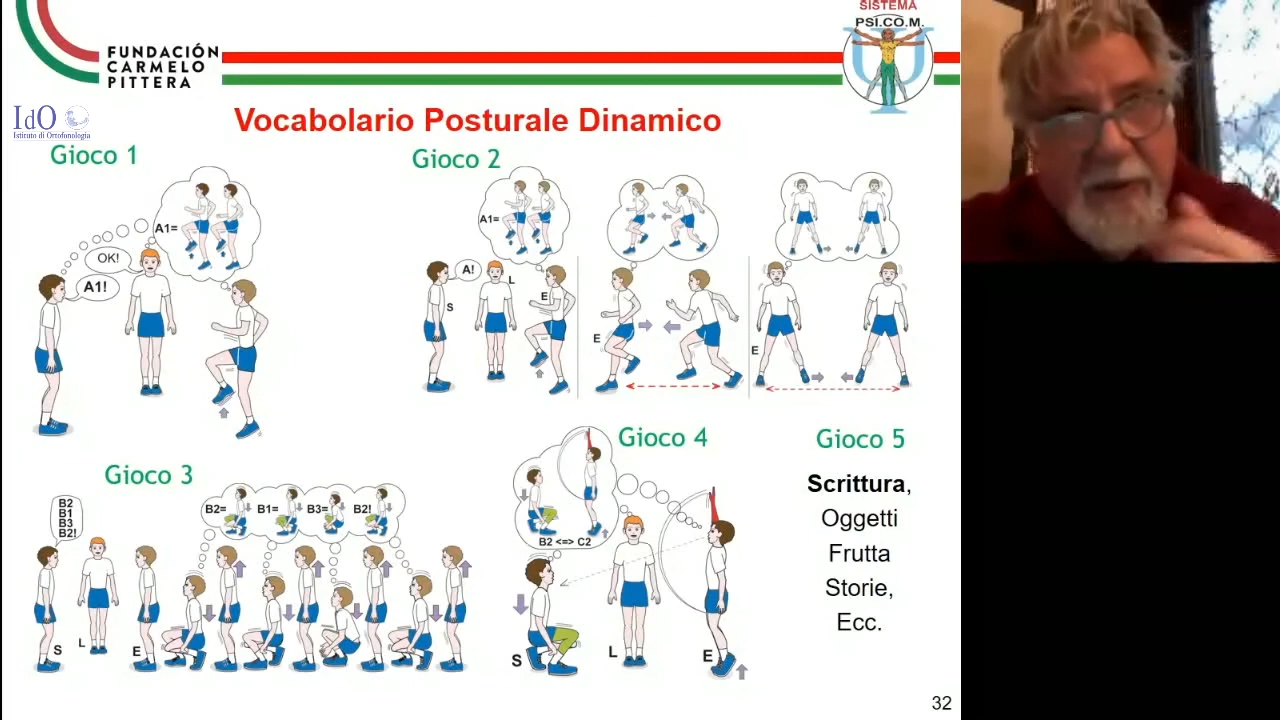 SISTEMA
PSI.CO.M.
FUNDACIÓN
CARMELO
PITTERA
IdO
Istituto di Ortofonologia
Vocabolario Posturale Dinamico
Gioco 1
A1=
OK!
A1!
Gioco 2
A1=
A!
S
L
E
E
E
Gioco 3
B2
B1
B3
B2!
B2=
B1=
B3=
B2!
S
L
E
Gioco 4
B2 <=> C2
S
L
E
Gioco 5
Scrittura,
Oggetti
Frutta
Storie,
Ecc.
32